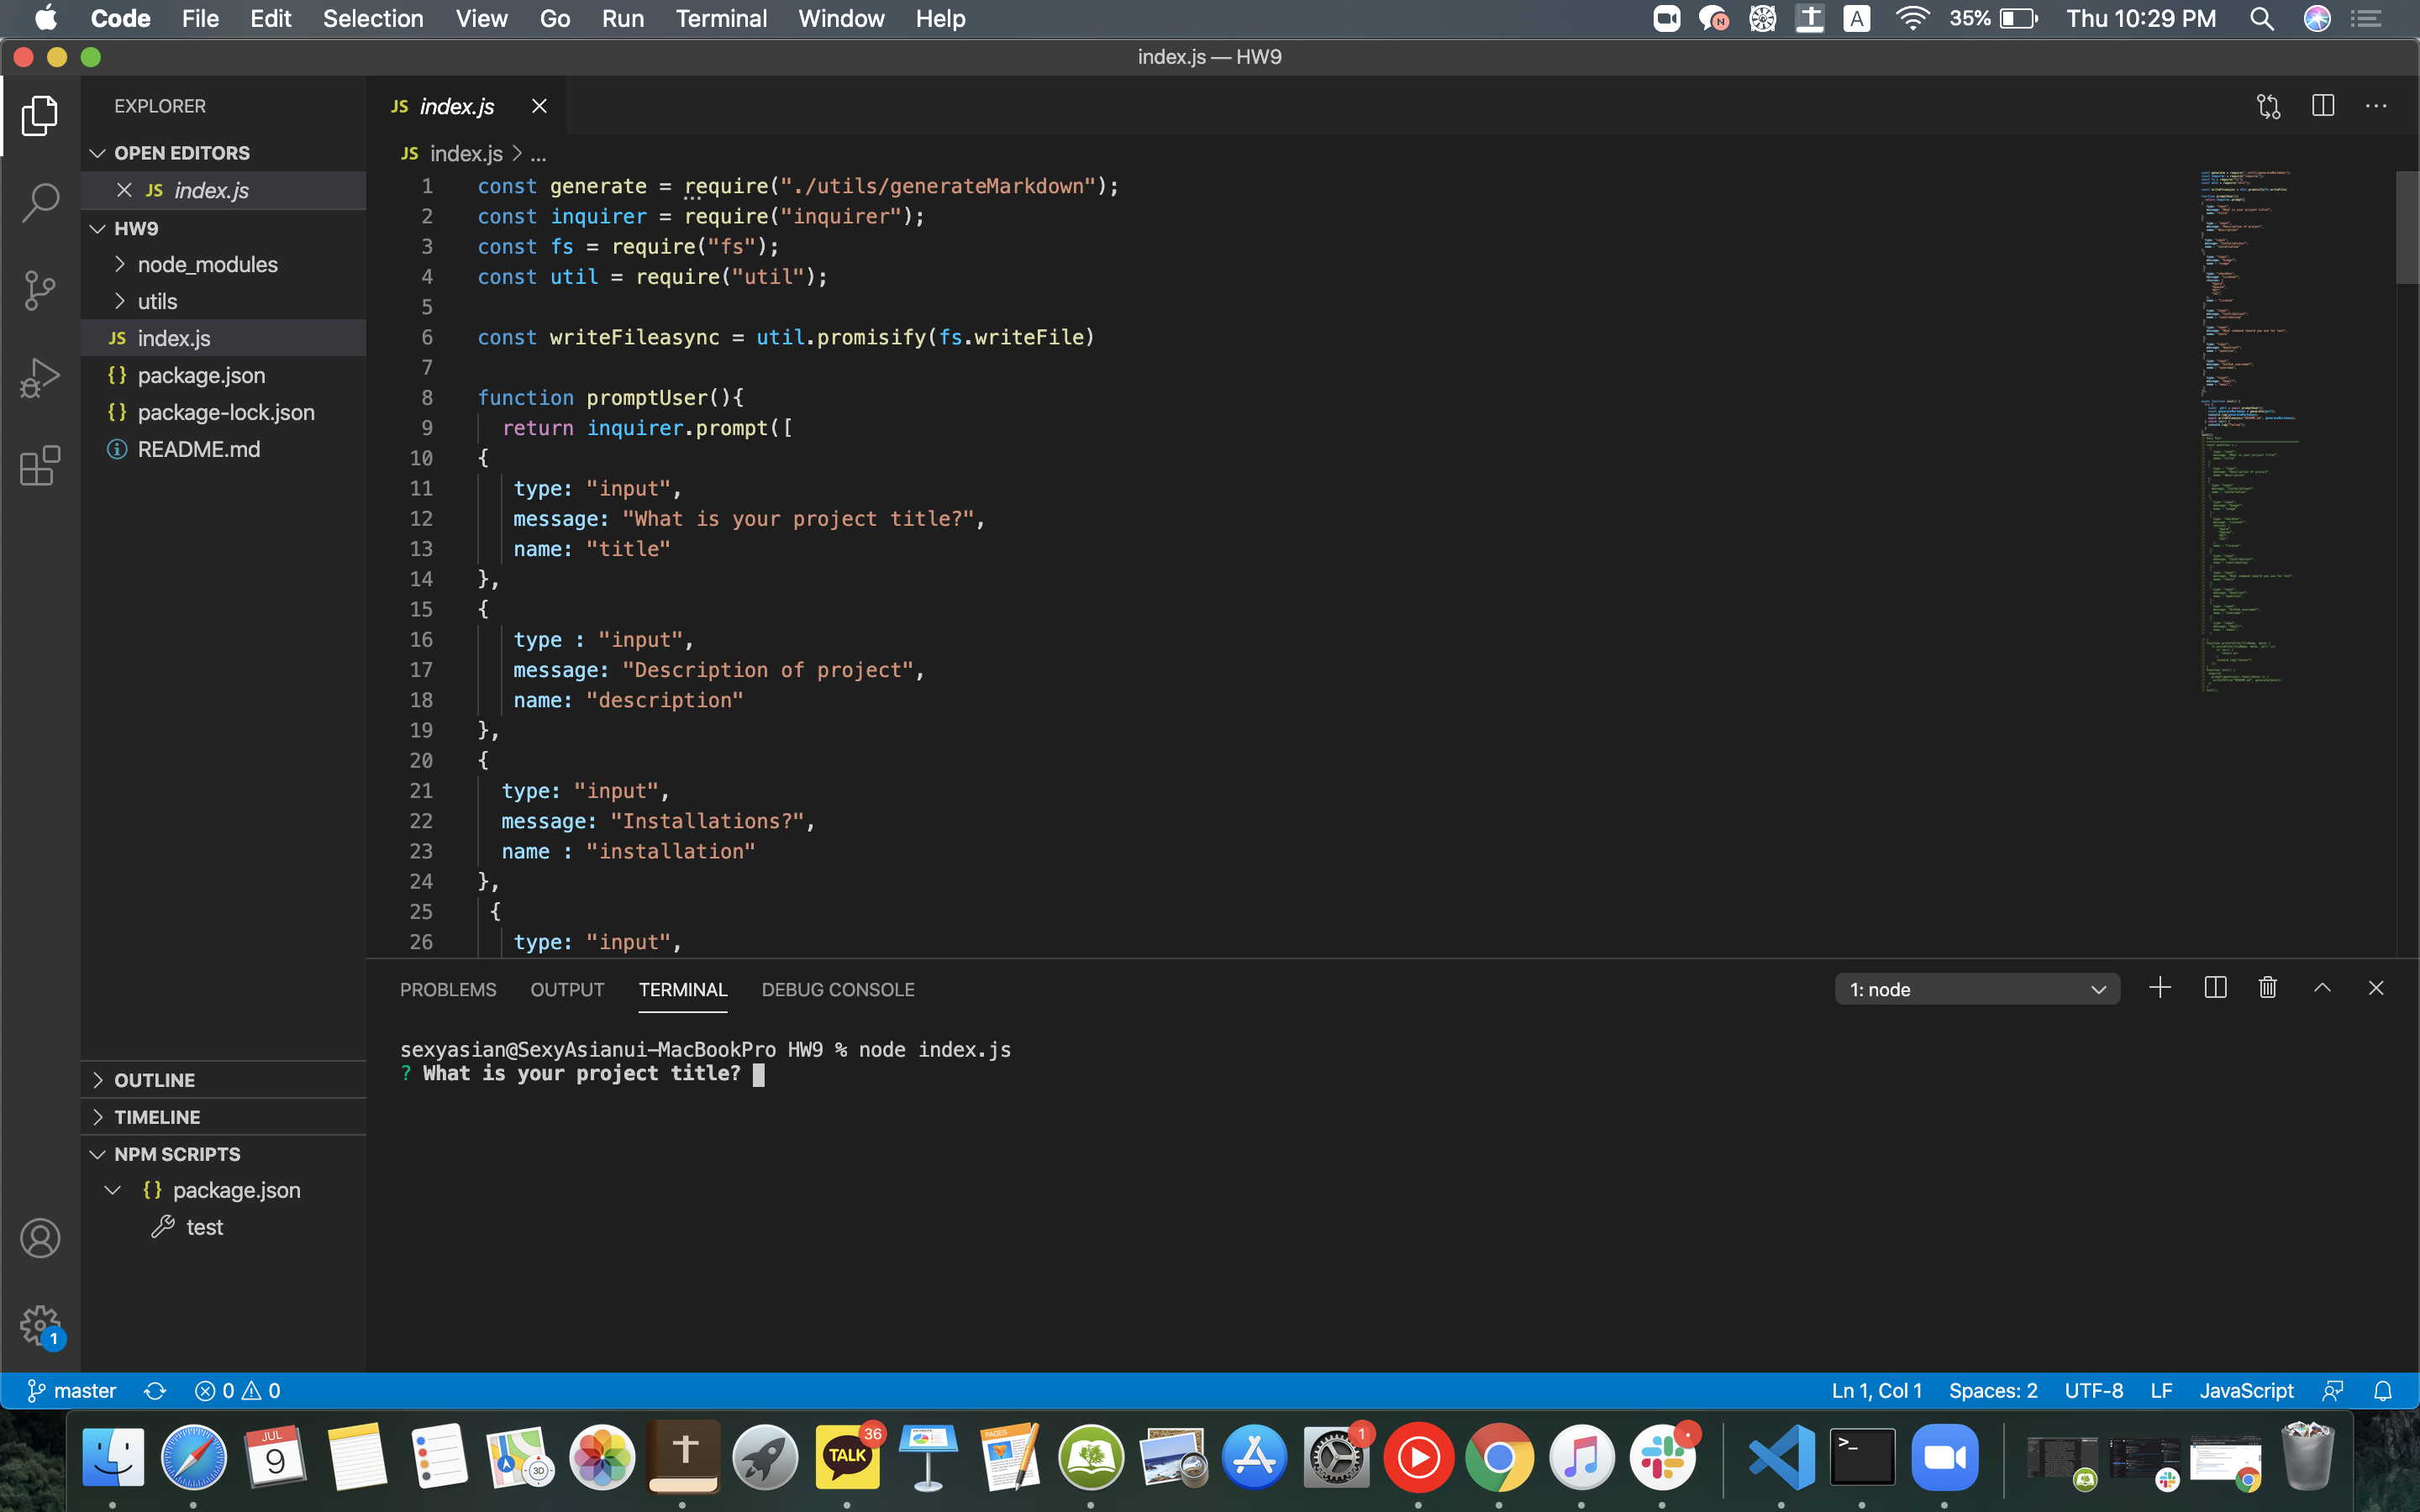 Code File Edit Selection View Go Run Terminal Window Help
A 35% Thu 10:29 PM
index.js — HW9
EXPLORER
OPEN EDITORS
JS index.js
HW9
node_modules
utils
JS index.js
{} package.json
{} package-lock.json
README.md
OUTLINE
TIMELINE
NPM SCRIPTS
{} package.json
test
1
JS index.js
JS index.js > ...
1 const generate = require("./utils/generateMarkdown");
2 const inquirer = require("inquirer");
3 const fs = require("fs");
4 const util = require("util");
5
6 const writeFileasync = util.promisify(fs.writeFile)
7
8 function promptUser(){
9 return inquirer.prompt([
10 {
11 type: "input",
12 message: "What is your project title?",
13 name: "title"
14 },
15 {
16 type : "input",
17 message: "Description of project",
18 name: "description"
19 },
20 {
21 type: "input",
22 message: "Installations?",
23 name : "installation"
24 },
25 {
26 type: "input",
PROBLEMS OUTPUT TERMINAL DEBUG CONSOLE
1: node
sexyasian@SexyAsianui-MacBookPro HW9 % node index.js
? What is your project title?
master 0 0
Ln 1, Col 1 Spaces: 2 UTF-8 LF JavaScript
JUL
9
3D
TALK
36
PAGES
1
>_